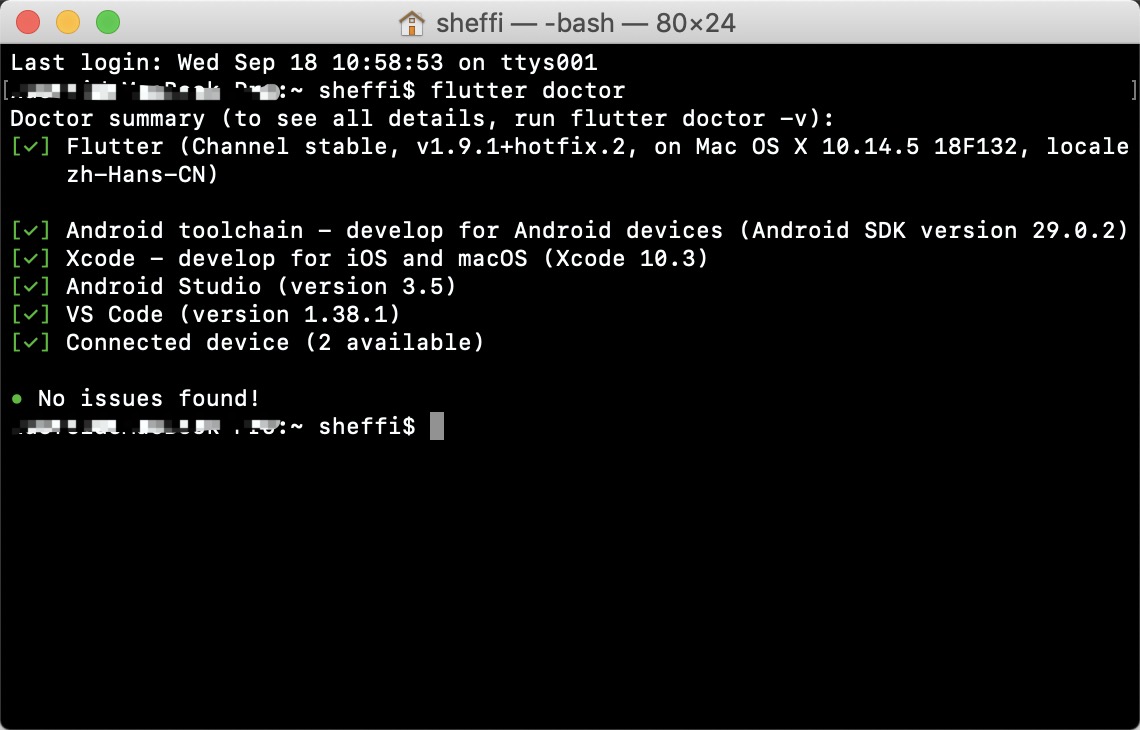 sheffi — -bash — 80×24
Last login: Wed Sep 18 10:58:53 on ttys001
:~ sheffi$ flutter doctor
Doctor summary (to see all details, run flutter doctor -v):
[✓] Flutter (Channel stable, v1.9.1+hotfix.2, on Mac OS X 10.14.5 18F132, locale
zh-Hans-CN)
[✓] Android toolchain - develop for Android devices (Android SDK version 29.0.2)
[✓] Xcode - develop for iOS and macOS (Xcode 10.3)
[✓] Android Studio (version 3.5)
[✓] VS Code (version 1.38.1)
[✓] Connected device (2 available)
• No issues found!
:~ sheffi$